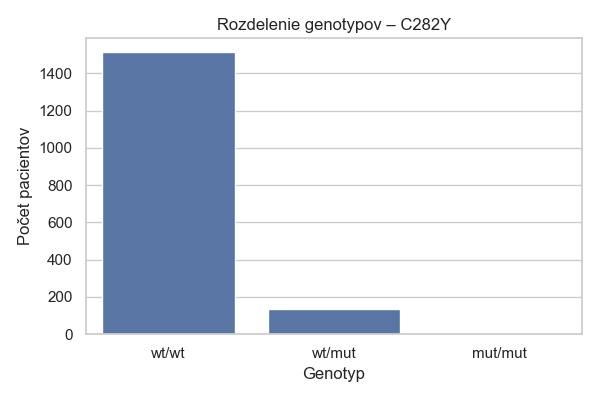 Rozdelenie genotypov – C282Y
Počet pacientov
1400
1200
1000
800
600
400
200
0
wt/wt
wt/mut
mut/mut
Genotyp